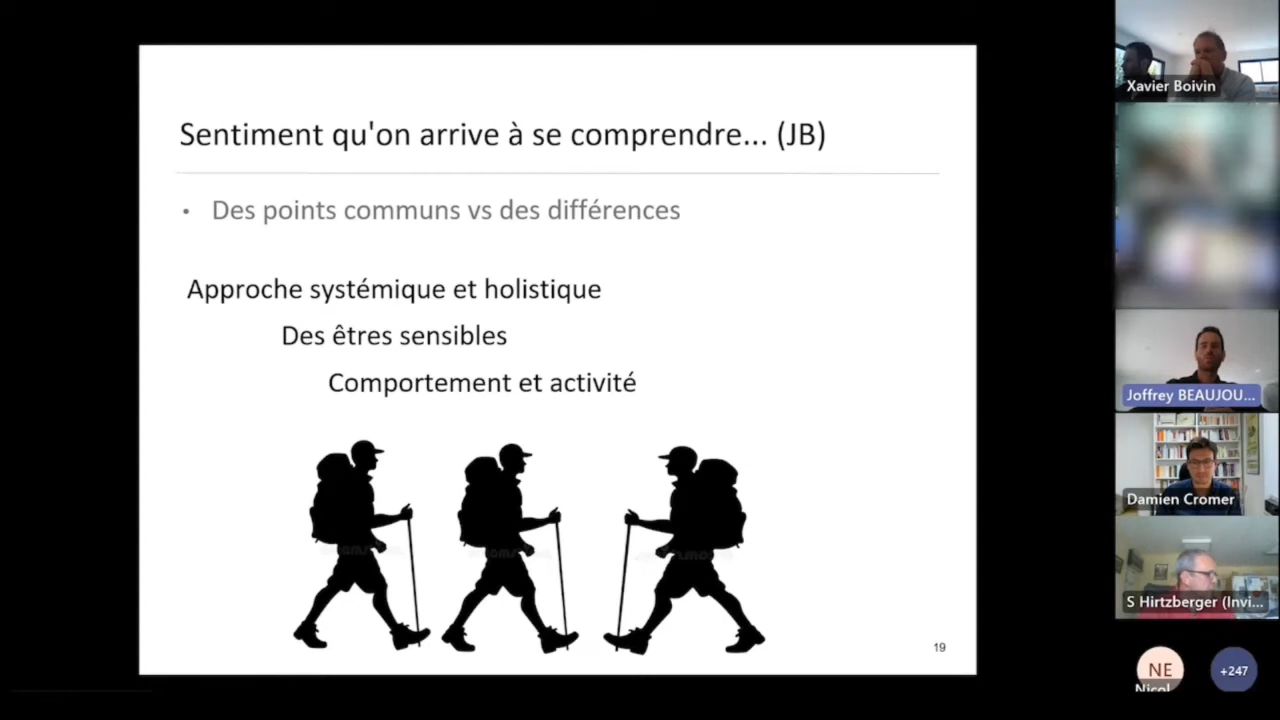 Sentiment qu'on arrive à se comprendre... (JB)
• Des points communs vs des différences
Approche systémique et holistique
Des êtres sensibles
Comportement et activité
19
Xavier Boivin
Joffrey BEAUJOU...
Damien Cromer
S Hirtzberger (Invi...
NE
Nicol
+247